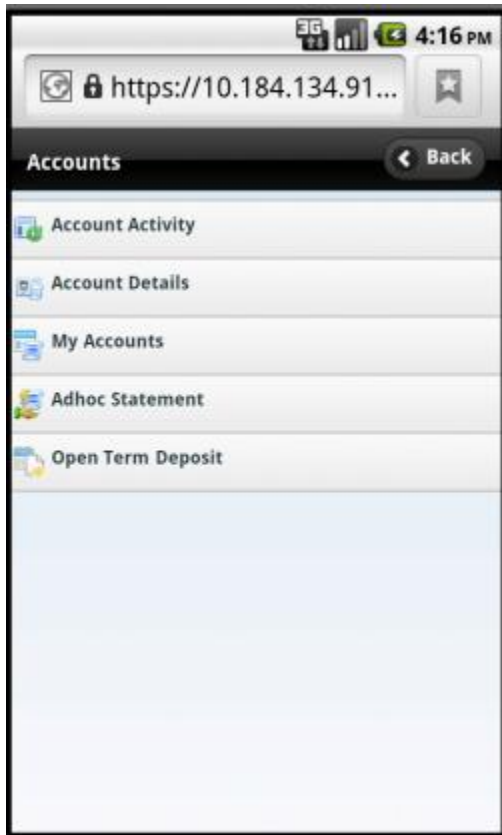 3G 4:16 PM
https://10.184.134.91...
Accounts Back
Account Activity
Account Details
My Accounts
Adhoc Statement
Open Term Deposit